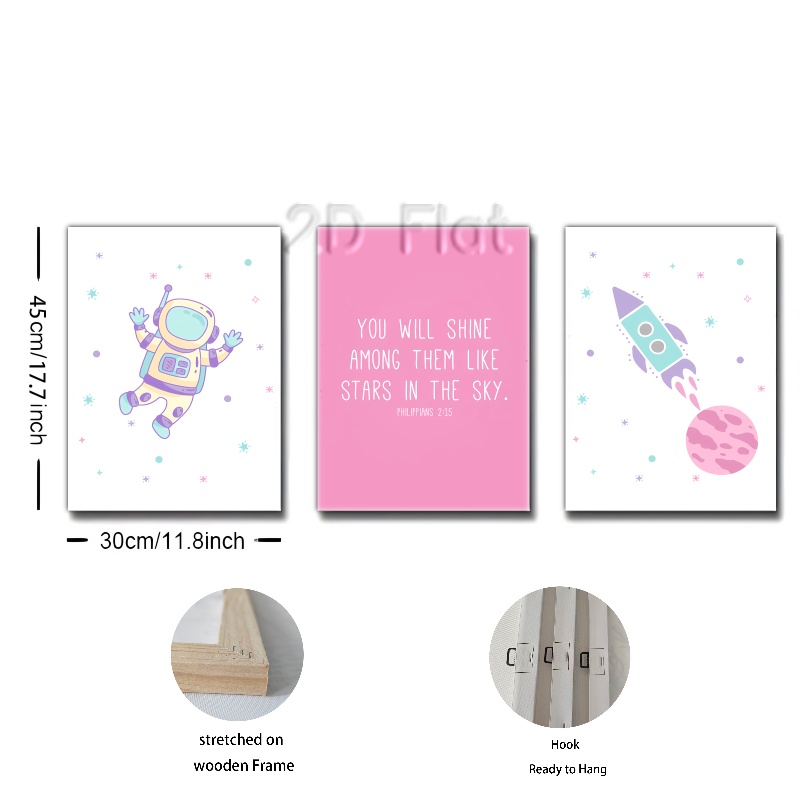 2D Flat
45cm/17.7inch
YOU WILL SHINE
AMONG THEM LIKE
STARS IN THE SKY.
PHILIPPIANS 2:15
30cm/11.8inch
stretched on
wooden Frame
Hook
Ready to Hang